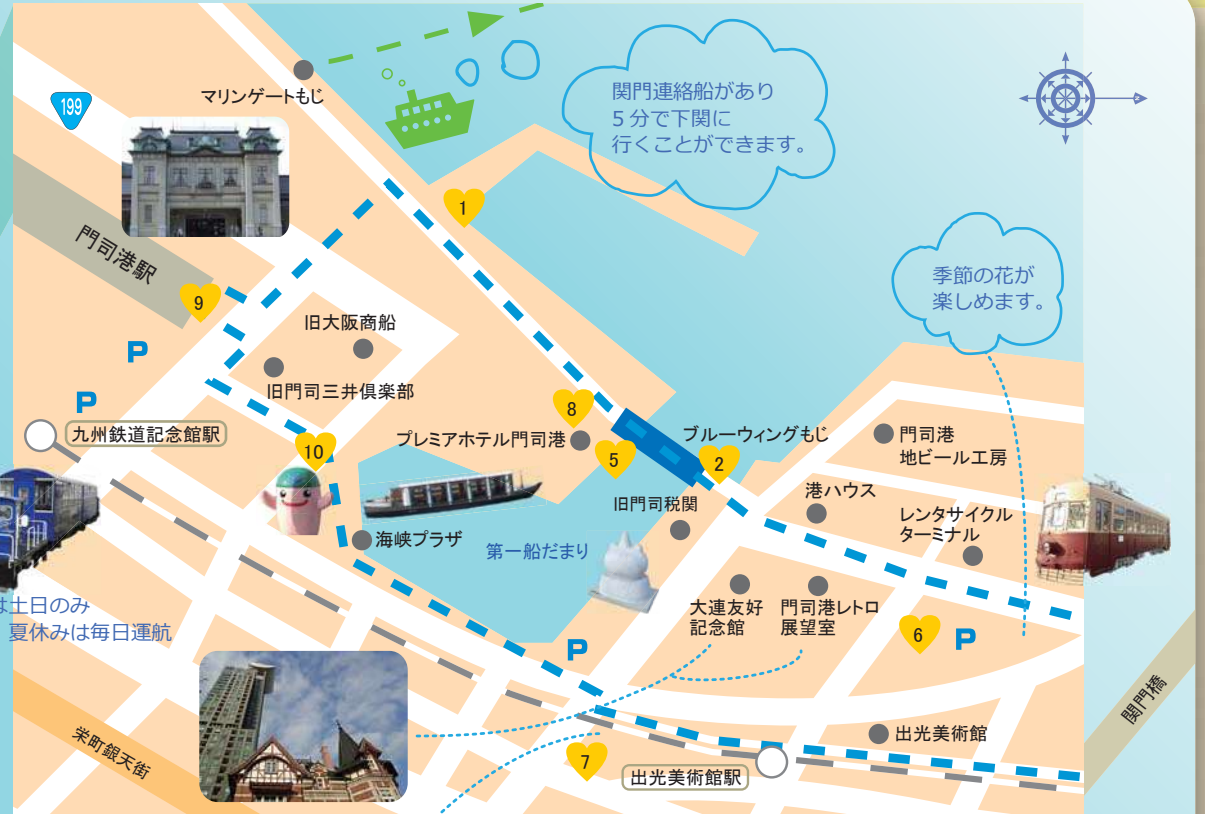 199
マリンゲートもじ
関門連絡船があり
5分で下関に
行くことができます。
1
門司港駅
9
季節の花が
楽しめます。
旧大阪商船
旧門司三井倶楽部
P
P
九州鉄道記念館駅
8
プレミアホテル門司港
5
ブルーウィングもじ
2
門司港
地ビール工房
10
旧門司税関
港ハウス
レンタサイクル
ターミナル
海峡プラザ
第一船だまり
は土日のみ
夏休みは毎日運航
大連友好
記念館
門司港レトロ
展望室
6
P
P
関門橋
栄町銀天街
7
出光美術館
出光美術館駅